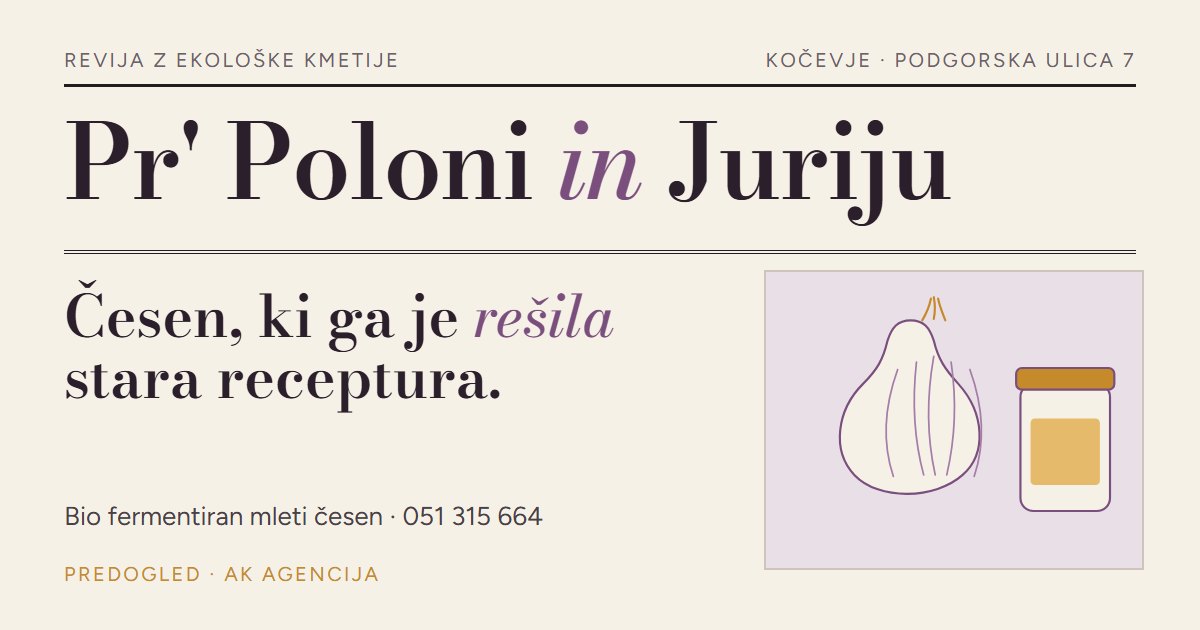 REVIJA Z EKOLOŠKE KMETIJE
KOČEVJE · PODGORSKA ULICA 7
Pr' Poloni in Juriju
Česen, ki ga je rešila
stara receptura.
Bio fermentiran mleti česen · 051 315 664
PREDOGLED · AK AGENCIJA